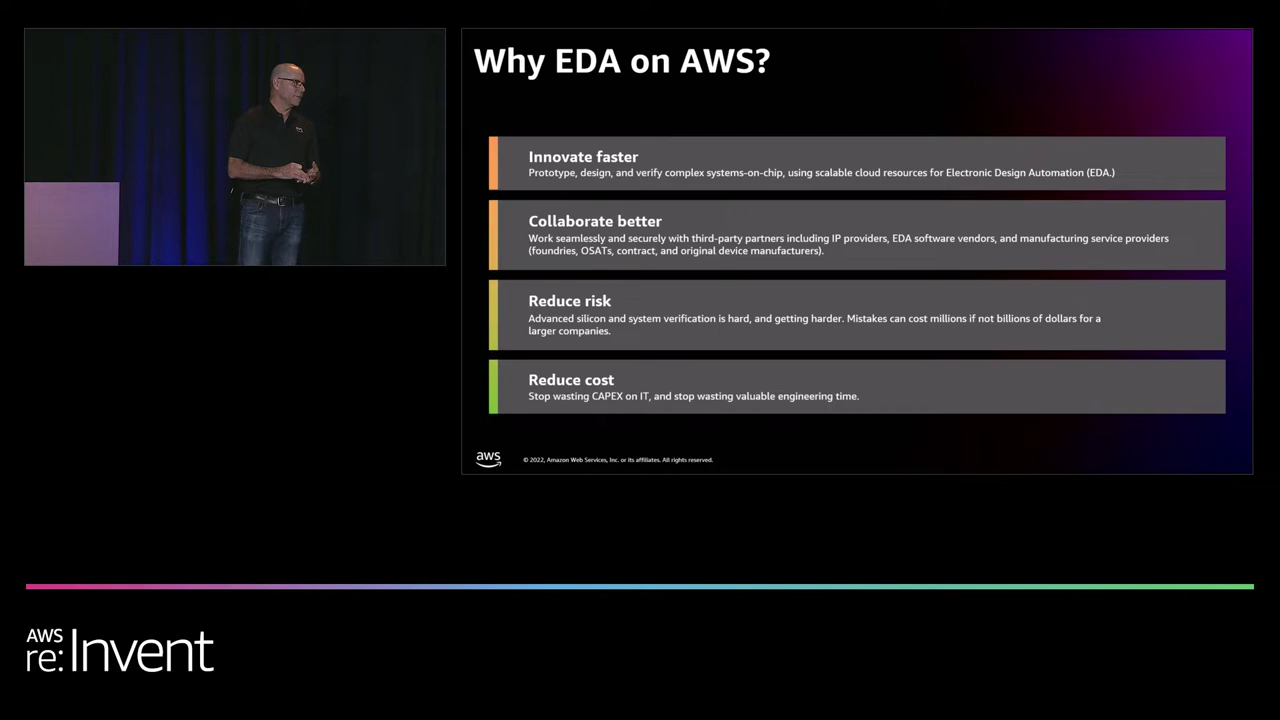 Why EDA on AWS?
Innovate faster
Prototype, design, and verify complex systems-on-chip, using scalable cloud resources for Electronic Design Automation (EDA.)
Collaborate better
Work seamlessly and securely with third-party partners including IP providers, EDA software vendors, and manufacturing service providers
(foundries, OSATs, contract, and original device manufacturers).
Reduce risk
Advanced silicon and system verification is hard, and getting harder. Mistakes can cost millions if not billions of dollars for a
larger companies.
Reduce cost
Stop wasting CAPEX on IT, and stop wasting valuable engineering time.
aws
© 2022, Amazon Web Services, Inc. or its affiliates. All rights reserved.
AWS
re:Invent